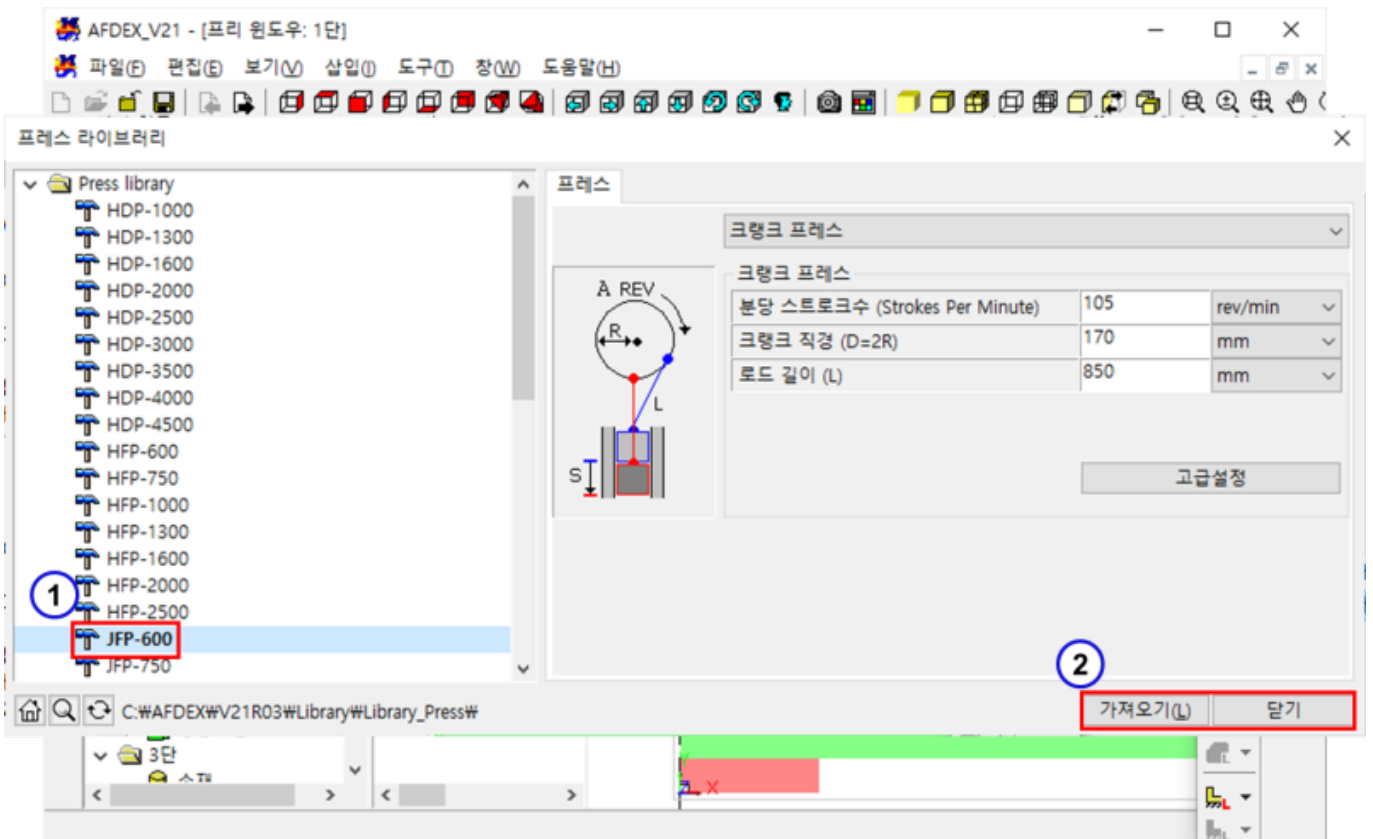 AFDEX_V21 - [프리 윈도우: 1단]
파일(F) 편집(E) 보기(V) 삽입(I) 도구(T) 창(W) 도움말(H)
프레스 라이브러리
Press library
HDP-1000
HDP-1300
HDP-1600
HDP-2000
HDP-2500
HDP-3000
HDP-3500
HDP-4000
HDP-4500
HFP-600
HFP-750
HFP-1000
HFP-1300
HFP-1600
HFP-2000
1
HFP-2500
JFP-600
JFP-750
프레스
크랭크 프레스
크랭크 프레스
A REV
R
L
S
분당 스트로크수 (Strokes Per Minute) 105 rev/min
크랭크 직경 (D=2R) 170 mm
로드 길이 (L) 850 mm
고급설정
2
C:₩AFDEX₩V21R03₩Library₩Library_Press₩
가져오기(L) 닫기
3단
소재
Y
Z X